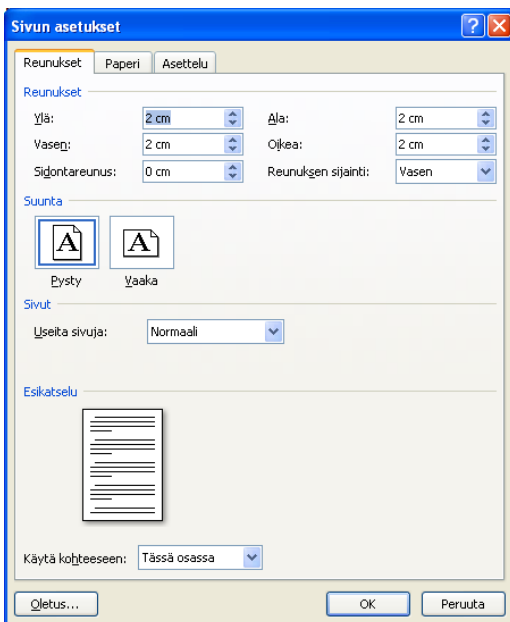 Sivun asetukset
Reunukset Paperi Asettelu
Reunukset
Ylä: 2 cm Ala: 2 cm
Vasen: 2 cm Oikea: 2 cm
Sidontareunus: 0 cm Reunuksen sijainti: Vasen
Suunta
A A
Pysty Vaaka
Sivut
Useita sivuja: Normaali
Esikatselu
Käytä kohteeseen: Tässä osassa
Oletus... OK Peruuta